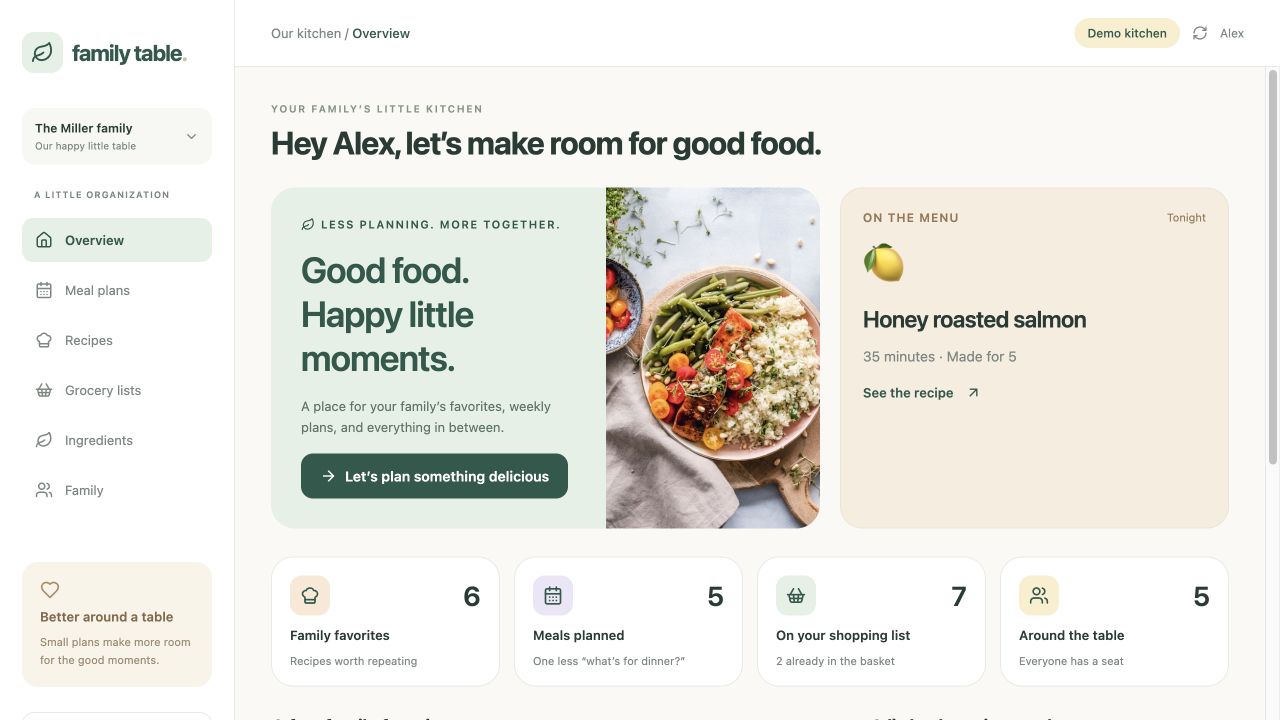 family table.
The Miller family
Our happy little table
A LITTLE ORGANIZATION
Overview
Meal plans
Recipes
Grocery lists
Ingredients
Family
Better around a table
Small plans make more room
for the good moments.
Our kitchen / Overview
Demo kitchen
Alex
YOUR FAMILY’S LITTLE KITCHEN
Hey Alex, let’s make room for good food.
LESS PLANNING. MORE TOGETHER.
Good food.
Happy little
moments.
A place for your family’s favorites, weekly
plans, and everything in between.
Let’s plan something delicious
ON THE MENU
Tonight
Honey roasted salmon
35 minutes · Made for 5
See the recipe
6
Family favorites
Recipes worth repeating
5
Meals planned
One less “what’s for dinner?”
7
On your shopping list
2 already in the basket
5
Around the table
Everyone has a seat